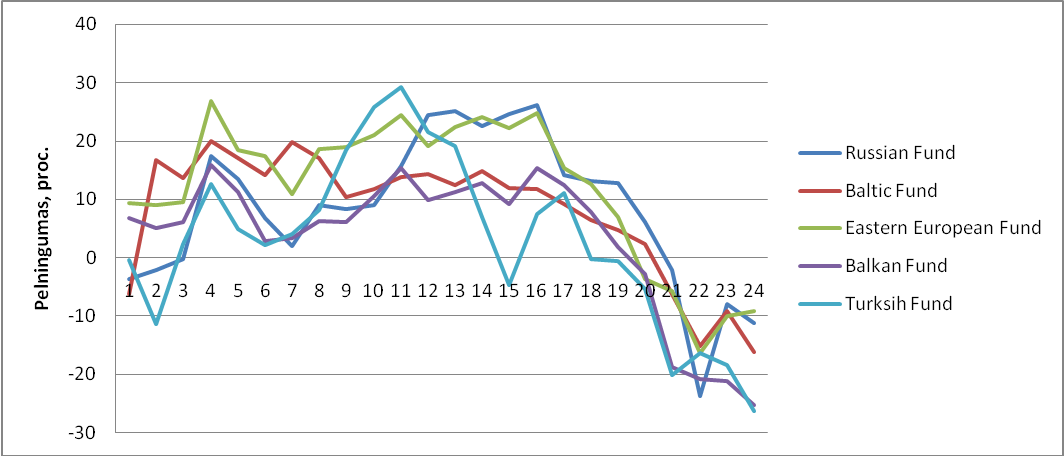 Pelningumas, proc.
40
30
20
10
0
-10
-20
-30
1 2 3 4 5 6 7 8 9 10 11 12 13 14 15 16 17 18 19 20 21 22 23 24
Russian Fund
Baltic Fund
Eastern European Fund
Balkan Fund
Turksih Fund